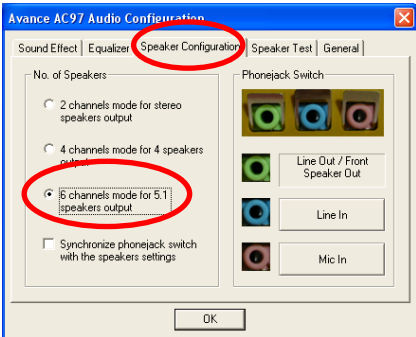 Avance AC97 Audio Configuration
Sound Effect
Equalizer
Speaker Configuration
Speaker Test
General
No. of Speakers
2 channels mode for stereo
speakers output
4 channels mode for 4 speakers
output
6 channels mode for 5.1
speakers output
Synchronize phonejack switch
with the speakers settings
Phonejack Switch
Line Out / Front
Speaker Out
Line In
Mic In
OK